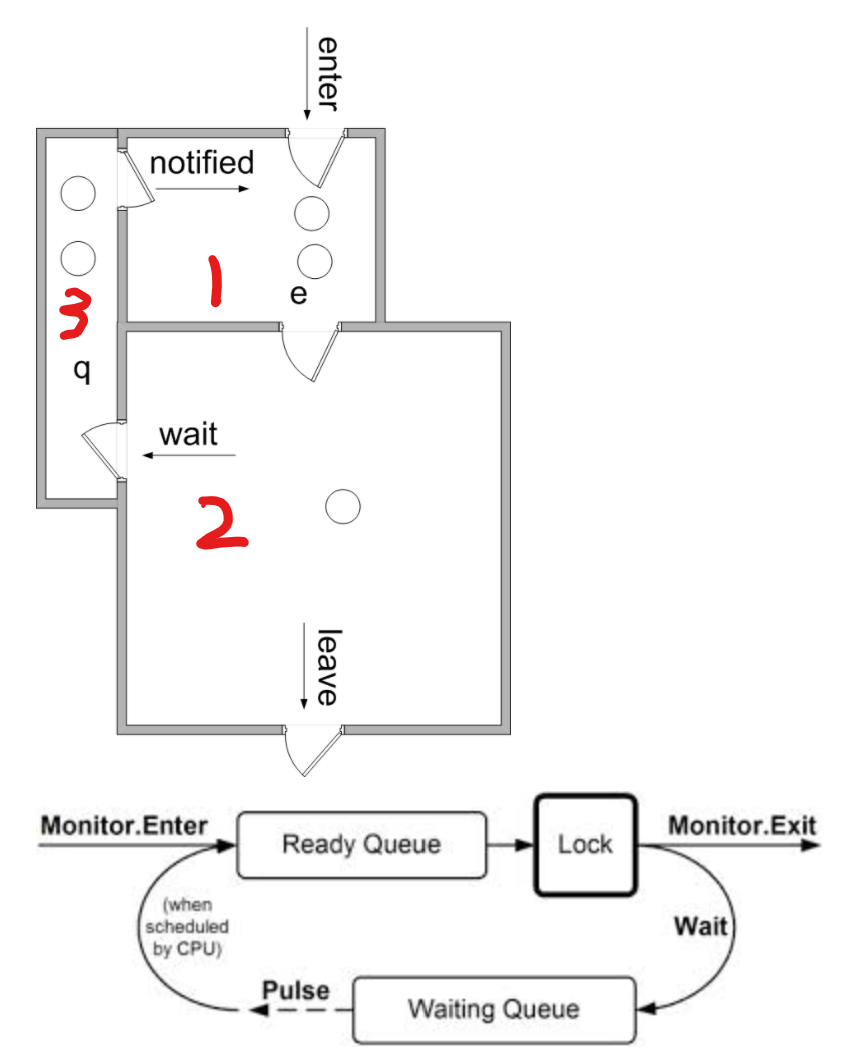 enter
notified
1
e
3
q
wait
2
leave
Monitor.Enter
Ready Queue
Lock
Monitor.Exit
(when
scheduled
by CPU)
Wait
Pulse
Waiting Queue